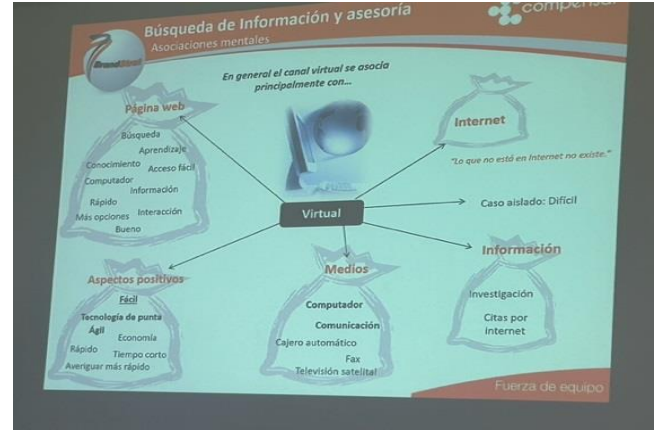 Búsqueda de Información y asesoría
Asociaciones mentales
compensar
BrandStrat
En general el canal virtual se asocia
principalmente con...
Página web
Búsqueda
Aprendizaje
Conocimiento
Acceso fácil
Computador
Información
Rápido
Más opciones
Interacción
Bueno
Internet
"Lo que no está en Internet no existe."
Virtual
Caso aislado: Difícil
Aspectos positivos
Fácil
Tecnología de punta
Ágil
Economía
Rápido
Tiempo corto
Averiguar más rápido
Medios
Computador
Comunicación
Cajero automático
Fax
Televisión satelital
Información
Investigación
Citas por
internet
Fuerza de equipo